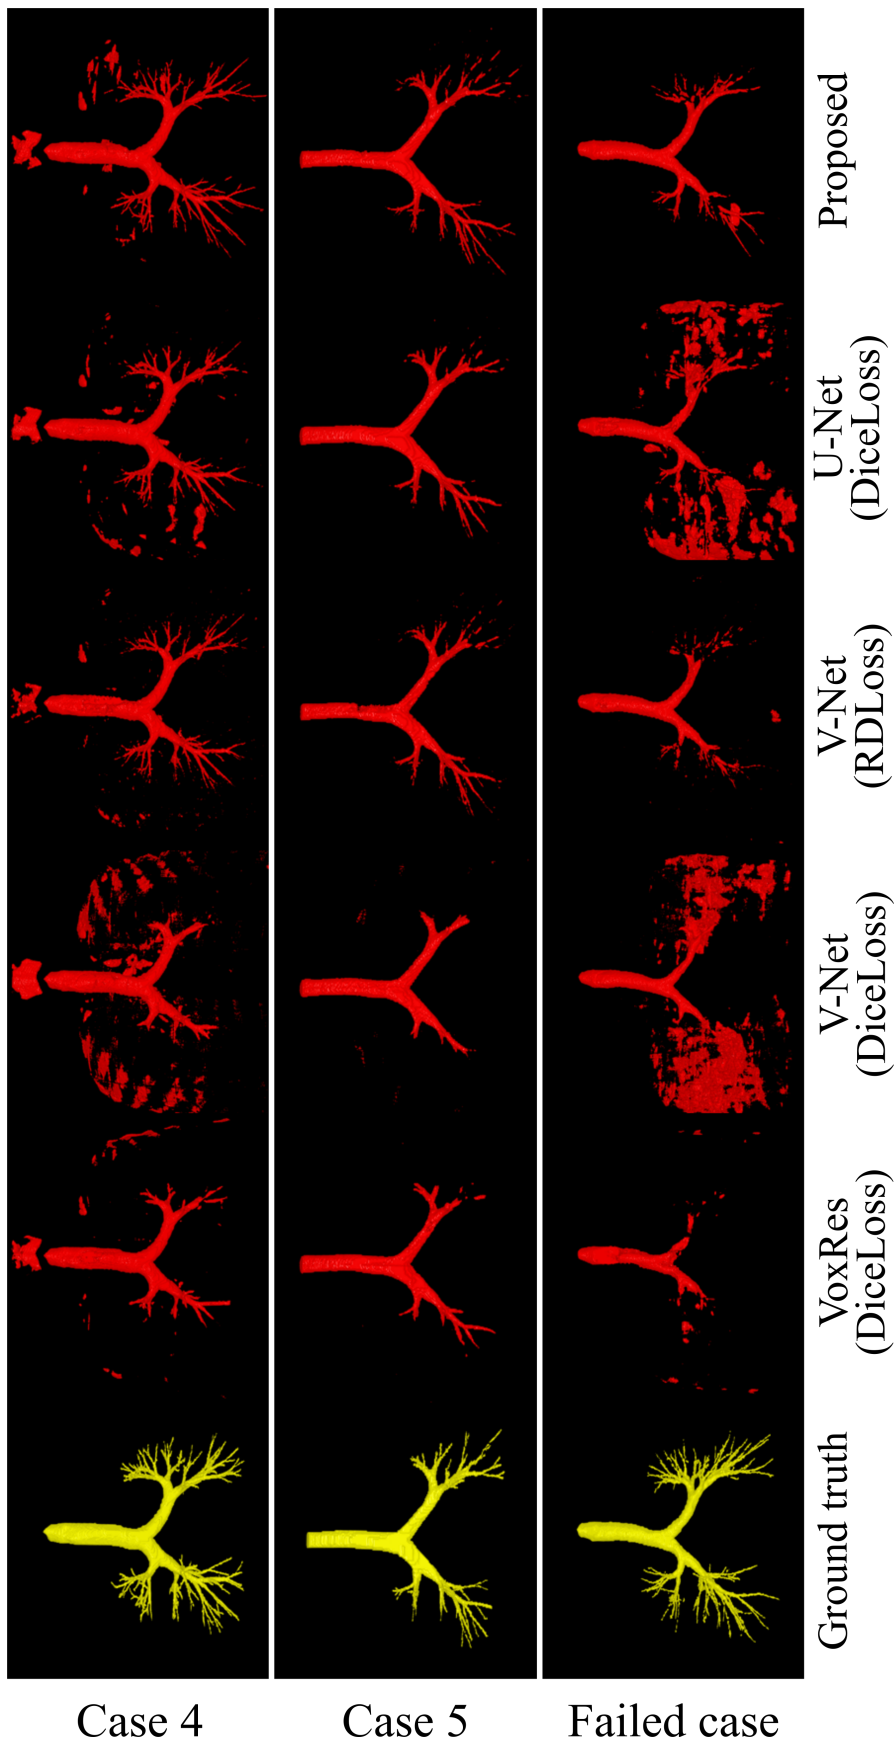 Proposed
U-Net
(DiceLoss)
V-Net
(RDLoss)
V-Net
(DiceLoss)
VoxRes
(DiceLoss)
Ground truth
Case 4
Case 5
Failed case